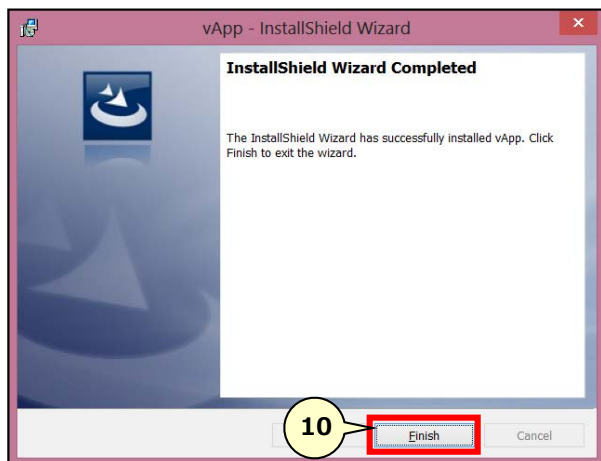 vApp - InstallShield Wizard
InstallShield Wizard Completed
The InstallShield Wizard has successfully installed vApp. Click
Finish to exit the wizard.
10
Finish
Cancel